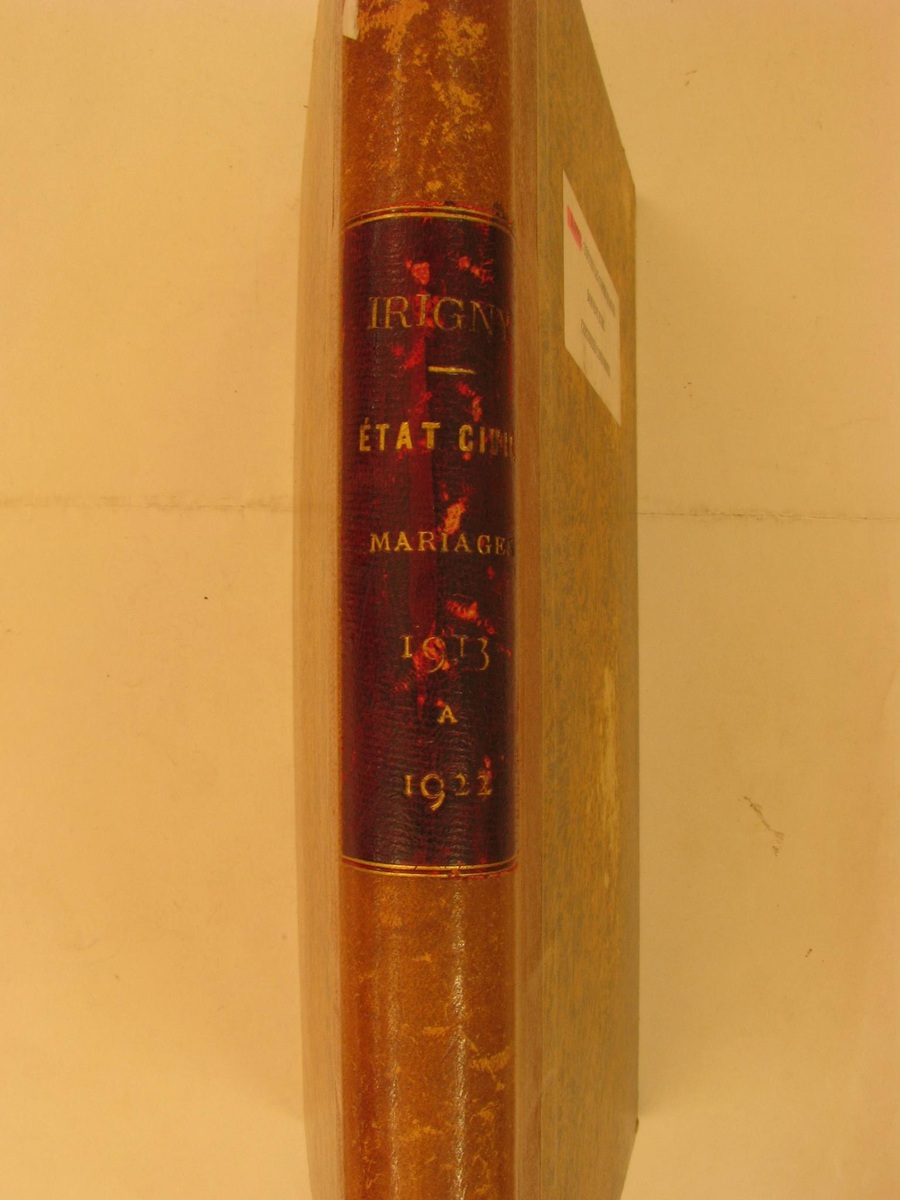 IRIGNY
ÉTAT CIVIL
MARIAGES
1913
A
1922